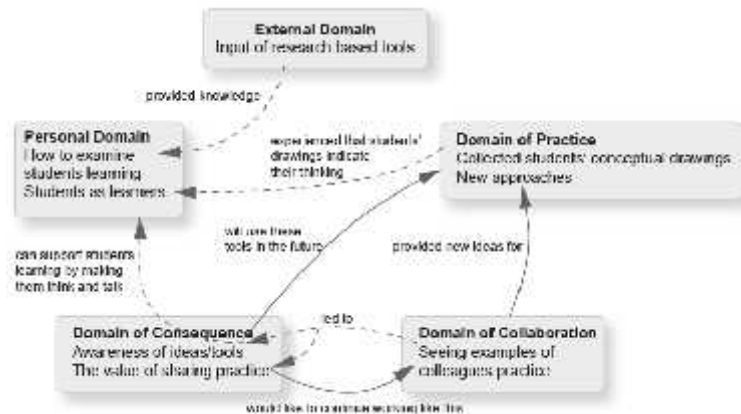 External Domain
Input of research based tools
provided knowledge
Personal Domain
How to examine
students learning
Students as learners
experienced that students'
drawings indicate
their thinking
Domain of Practice
Collected students' conceptual drawings
New approaches
will use these
tools in the future
provided new ideas for
can support students
learning by making
them think and talk
led to
Domain of Consequence
Awareness of ideas/tools
The value of sharing practice
Domain of Collaboration
Seeing examples of
colleagues practice
would like to continue working like this